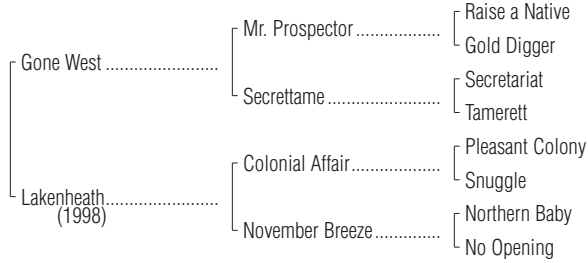 Raise a Native
Mr. Prospector ..................
Gold Digger
Gone West ........................
Secretariat
Secrettame ........................
Tamerett
Pleasant Colony
Colonial Affair...................
Snuggle
Lakenheath........................
(1998)
Northern Baby
November Breeze..............
No Opening